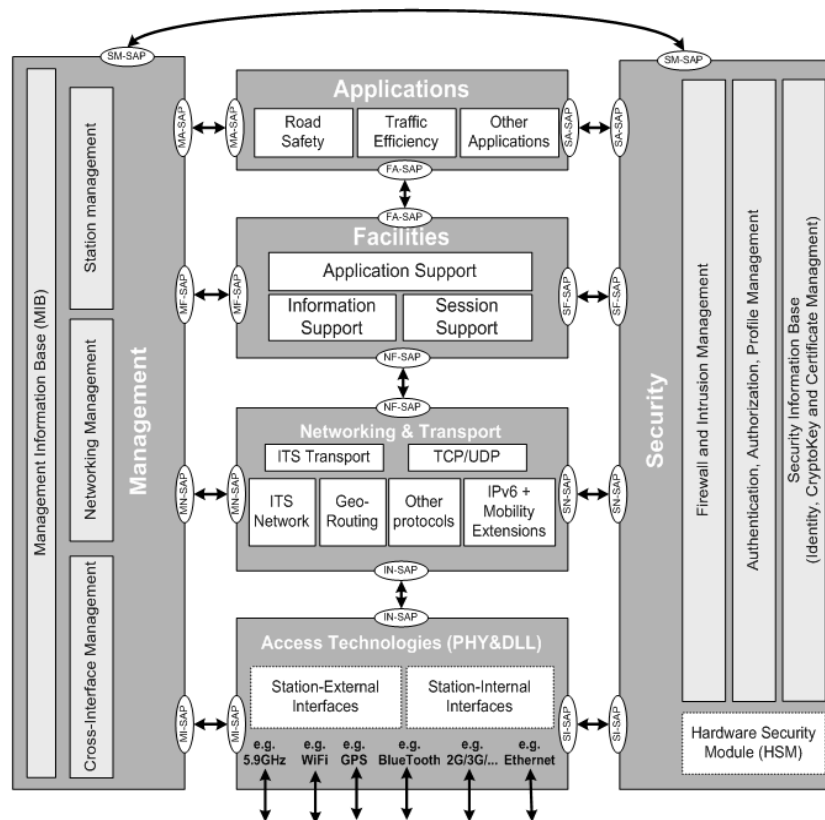 SM-SAP
SM-SAP
Management Information Base (MIB)
Station management
Networking Management
Cross-Interface Management
Management
MA-SAP
MA-SAP
MF-SAP
MF-SAP
MN-SAP
MN-SAP
MI-SAP
MI-SAP
Applications
Road
Safety
Traffic
Efficiency
Other
Applications
FA-SAP
FA-SAP
Facilities
Application Support
Information
Support
Session
Support
NF-SAP
NF-SAP
Networking & Transport
ITS Transport
TCP/UDP
ITS
Network
Geo-
Routing
Other
protocols
IPv6 +
Mobility
Extensions
IN-SAP
IN-SAP
Access Technologies (PHY&DLL)
Station-External
Interfaces
Station-Internal
Interfaces
e.g.
5.9GHz
e.g.
WiFi
e.g.
GPS
e.g.
BlueTooth
e.g.
2G/3G/...
e.g.
Ethernet
SA-SAP
SA-SAP
SF-SAP
SF-SAP
SN-SAP
SN-SAP
SI-SAP
SI-SAP
Security
Firewall and Intrusion Management
Authentication, Authorization, Profile Management
Security Information Base
(Identity, CryptoKey and Certificate Managment)
Hardware Security
Module (HSM)